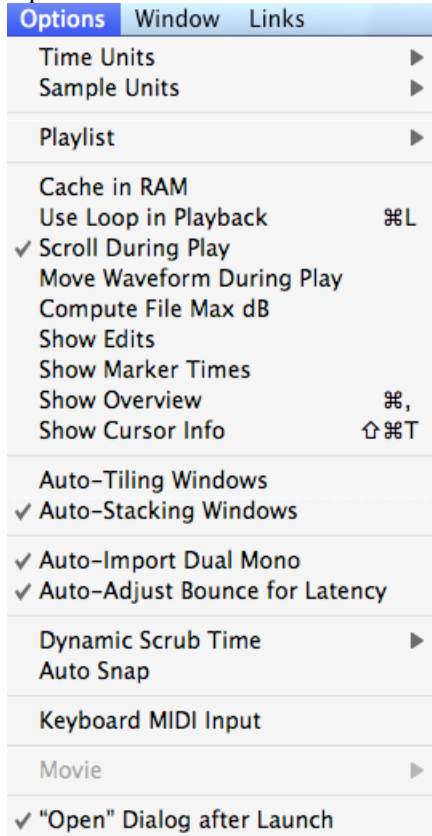 Options Window Links
Time Units
Sample Units
Playlist
Cache in RAM
Use Loop in Playback ⌘L
✓ Scroll During Play
Move Waveform During Play
Compute File Max dB
Show Edits
Show Marker Times
Show Overview ⌘,
Show Cursor Info ⇧⌘T
Auto-Tiling Windows
✓ Auto-Stacking Windows
✓ Auto-Import Dual Mono
✓ Auto-Adjust Bounce for Latency
Dynamic Scrub Time
Auto Snap
Keyboard MIDI Input
Movie
✓ "Open" Dialog after Launch